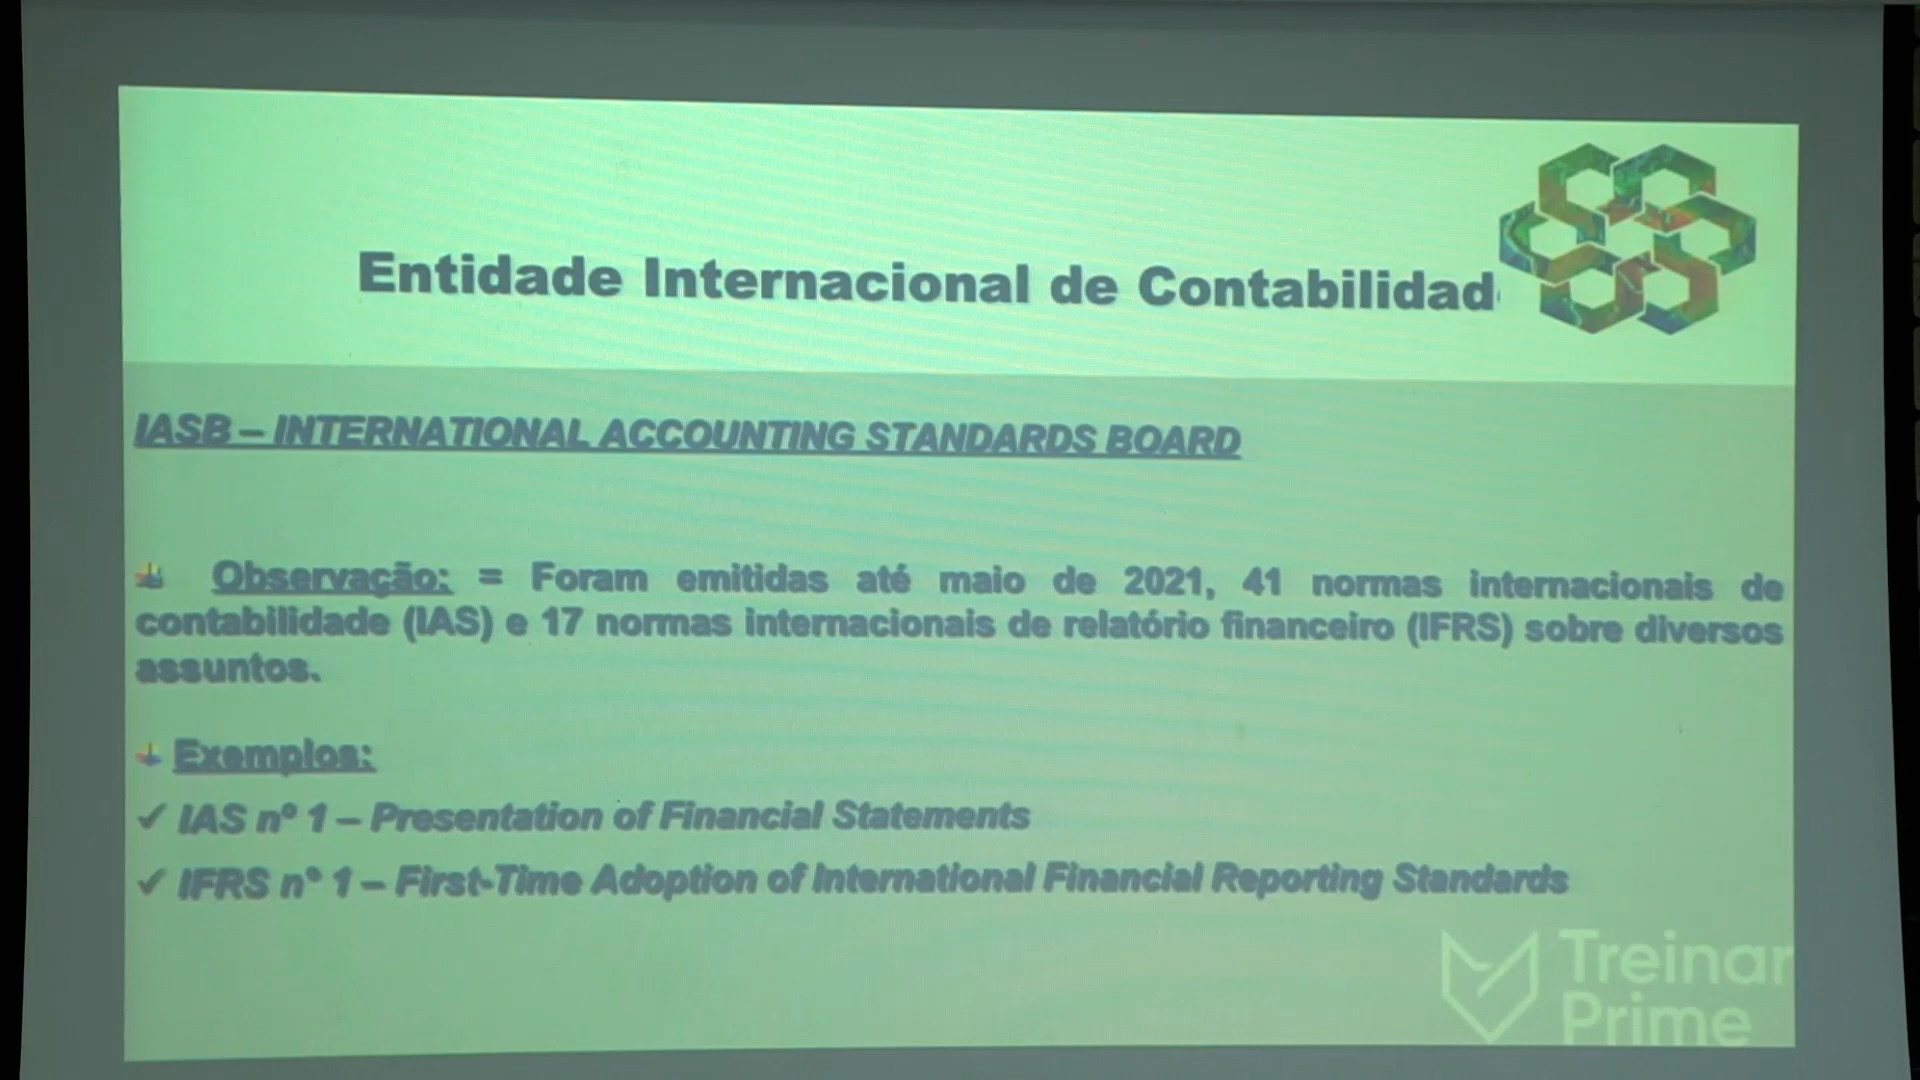 Entidade Internacional de Contabilidad
IASB – INTERNATIONAL ACCOUNTING STANDARDS BOARD
Observação: = Foram emitidas até maio de 2021, 41 normas internacionais de
contabilidade (IAS) e 17 normas internacionais de relatório financeiro (IFRS) sobre diversos
assuntos.
Exemplos:
✓ IAS nº 1 – Presentation of Financial Statements
✓ IFRS n° 1 – First-Time Adoption of International Financial Reporting Standards
Treinar
Prime